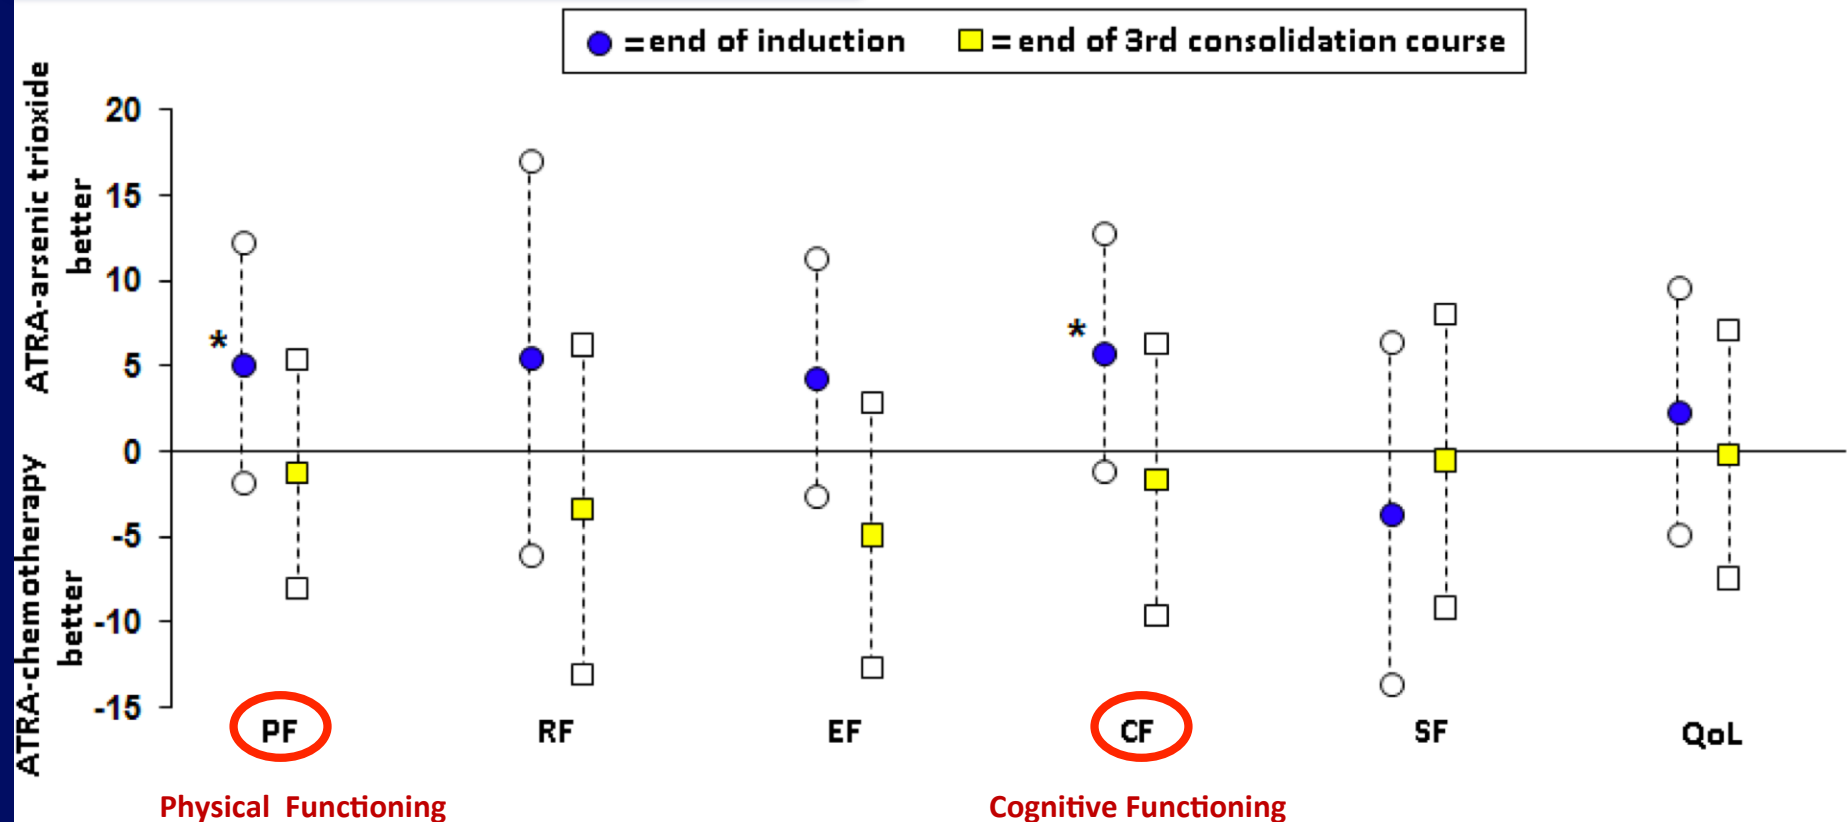 =end of induction =end of 3rd consolidation course
ATRA-arsenic trioxide
better
ATRA-chemotherapy
better
20
15
10
5
0
-5
-10
-15
*
*
PF RF EF CF SF QoL
Physical Functioning Cognitive Functioning